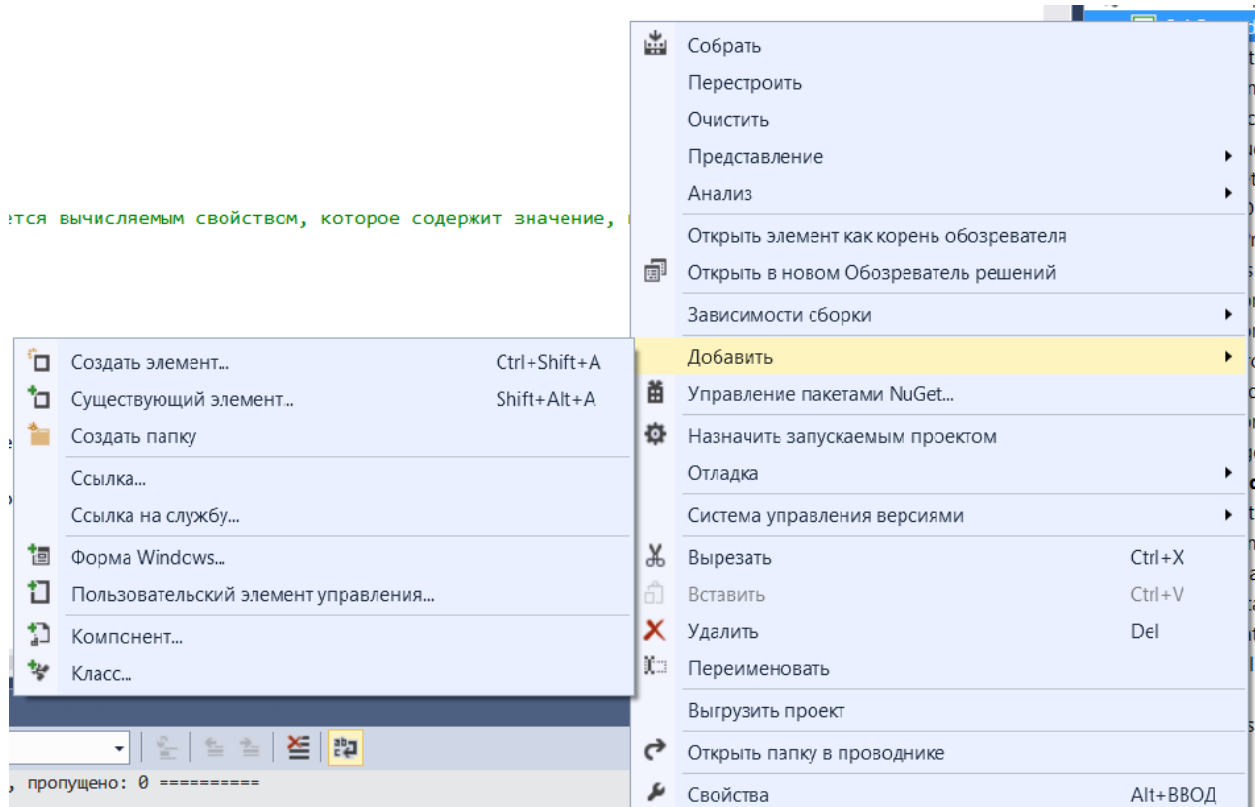 Собрать
Перестроить
Очистить
Представление
Анализ
вычисляемым свойством, которое содержит значение,
Открыть элемент как корень обозревателя
Открыть в новом Обозреватель решений
Зависимости сборки
Добавить
Управление пакетами NuGet...
Назначить запускаемым проектом
Отладка
Система управления версиями
Вырезать Ctrl+X
Вставить Ctrl+V
Удалить Del
Переименовать
Выгрузить проект
Открыть папку в проводнике
Свойства Alt+ВВОД
Создать элемент... Ctrl+Shift+A
Существующий элемент... Shift+Alt+A
Создать папку
Ссылка...
Ссылка на службу...
Форма Windows...
Пользовательский элемент управления...
Компонент...
Класс...
, пропущено: 0 ==========